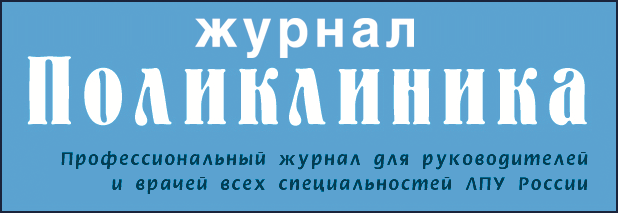 журнал
Поликлиника
Профессиональный журнал для руководителей
и врачей всех специальностей ЛПУ России